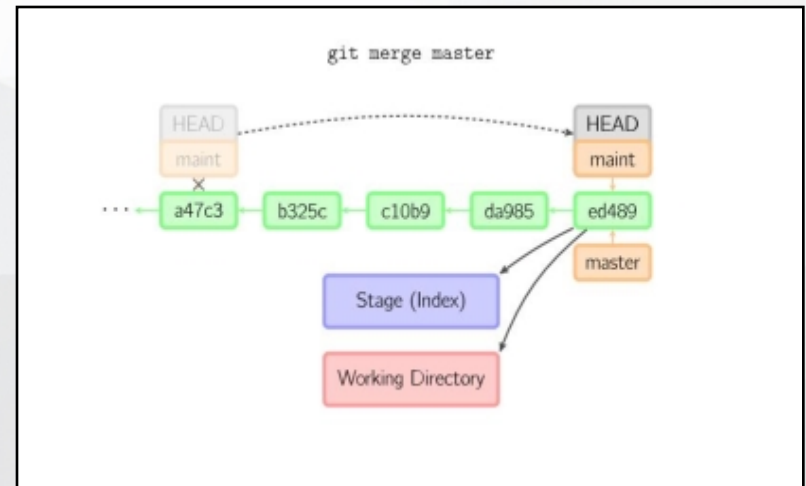 git merge master
HEAD
HEAD
maint
maint
...
a47c3
b325c
c10b9
da985
ed489
master
Stage (Index)
Working Directory